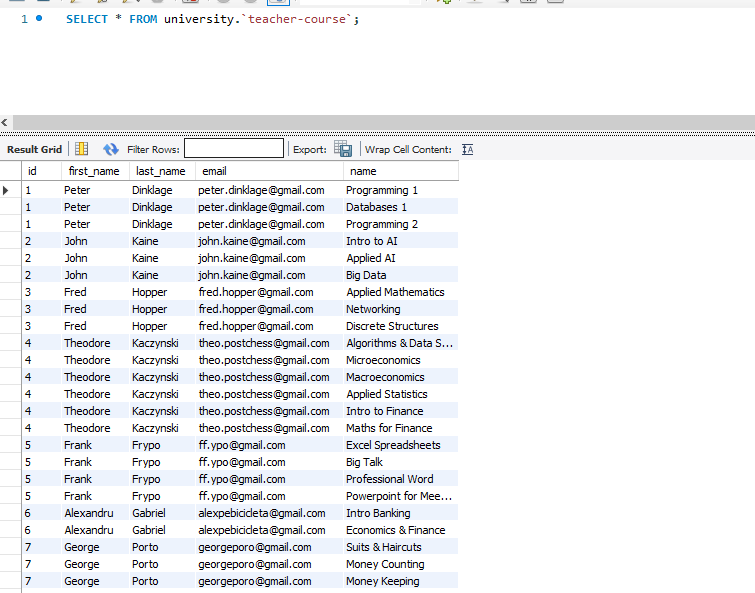 1 SELECT * FROM university.`teacher-course`;
Result Grid Filter Rows: Export: Wrap Cell Content:
id first_name last_name email name
1 Peter Dinklage peter.dinklage@gmail.com Programming 1
1 Peter Dinklage peter.dinklage@gmail.com Databases 1
1 Peter Dinklage peter.dinklage@gmail.com Programming 2
2 John Kaine john.kaine@gmail.com Intro to AI
2 John Kaine john.kaine@gmail.com Applied AI
2 John Kaine john.kaine@gmail.com Big Data
3 Fred Hopper fred.hopper@gmail.com Applied Mathematics
3 Fred Hopper fred.hopper@gmail.com Networking
3 Fred Hopper fred.hopper@gmail.com Discrete Structures
4 Theodore Kaczynski theo.postchess@gmail.com Algorithms & Data S...
4 Theodore Kaczynski theo.postchess@gmail.com Microeconomics
4 Theodore Kaczynski theo.postchess@gmail.com Macroeconomics
4 Theodore Kaczynski theo.postchess@gmail.com Applied Statistics
4 Theodore Kaczynski theo.postchess@gmail.com Intro to Finance
4 Theodore Kaczynski theo.postchess@gmail.com Maths for Finance
5 Frank Frypo ff.ypo@gmail.com Excel Spreadsheets
5 Frank Frypo ff.ypo@gmail.com Big Talk
5 Frank Frypo ff.ypo@gmail.com Professional Word
5 Frank Frypo ff.ypo@gmail.com Powerpoint for Mee...
6 Alexandru Gabriel alexpebicicleta@gmail.com Intro Banking
6 Alexandru Gabriel alexpebicicleta@gmail.com Economics & Finance
7 George Porto georgeporo@gmail.com Suits & Haircuts
7 George Porto georgeporo@gmail.com Money Counting
7 George Porto georgeporo@gmail.com Money Keeping